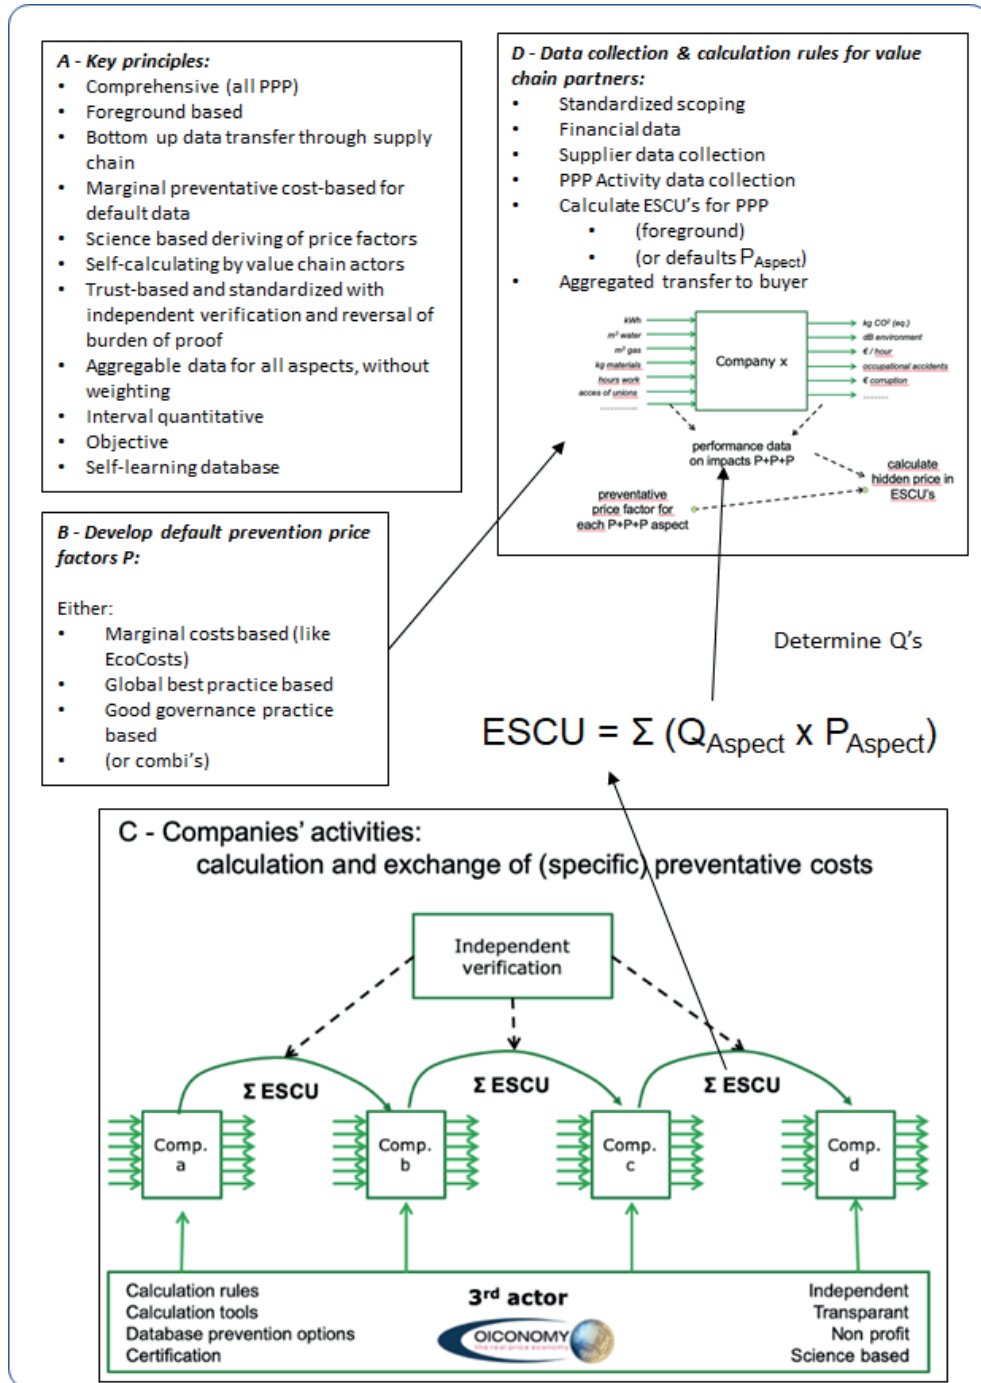 A - Key principles:
• Comprehensive (all PPP)
• Foreground based
• Bottom up data transfer through supply
chain
• Marginal preventative cost-based for
default data
• Science based deriving of price factors
• Self-calculating by value chain actors
• Trust-based and standardized with
independent verification and reversal of
burden of proof
• Aggregable data for all aspects, without
weighting
• Interval quantitative
• Objective
• Self-learning database
B - Develop default prevention price
factors P:
Either:
• Marginal costs based (like
EcoCosts)
• Global best practice based
• Good governance practice
based
• (or combi's)
D - Data collection & calculation rules for value
chain partners:
• Standardized scoping
• Financial data
• Supplier data collection
• PPP Activity data collection
• Calculate ESCU's for PPP
• (foreground)
• (or defaults PAspect)
• Aggregated transfer to buyer
kWh
m³ water
m³ gas
kg materials
hours work
acces of unions
............
Company x
kg CO² (eq.)
dB environment
€ / hour
occupational accidents
€ corruption
........
performance data
on impacts P+P+P
calculate
hidden price in
ESCU's
preventative
price factor for
each P+P+P aspect
Determine Q's
ESCU = Σ (QAspect x PAspect)
C - Companies' activities:
calculation and exchange of (specific) preventative costs
Independent
verification
Σ ESCU
Σ ESCU
Σ ESCU
Comp.
a
Comp.
b
Comp.
c
Comp.
d
Calculation rules
Calculation tools
Database prevention options
Certification
3rd actor
OICONOMY
the real price economy
Independent
Transparant
Non profit
Science based